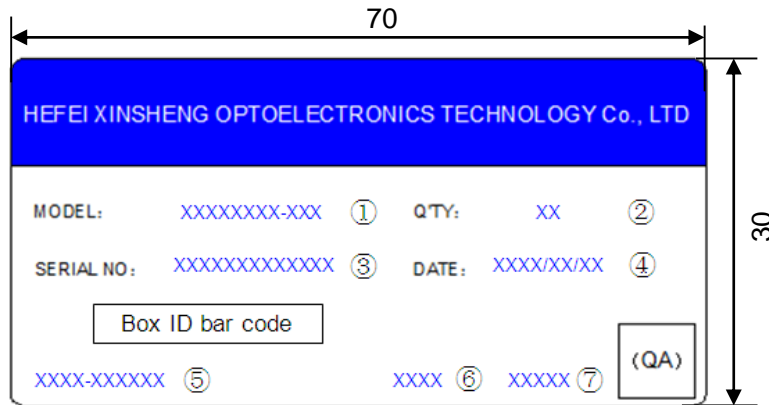 70
HEFEI XINSHENG OPTOELECTRONICS TECHNOLOGY Co., LTD
MODEL: XXXXXXXX-XXX ① Q'TY: XX ②
SERIAL NO: XXXXXXXXXXXXX ③ DATE: XXXX/XX/XX ④
30
Box ID bar code
(QA)
XXXX-XXXXXX ⑤ XXXX ⑥ XXXXX ⑦